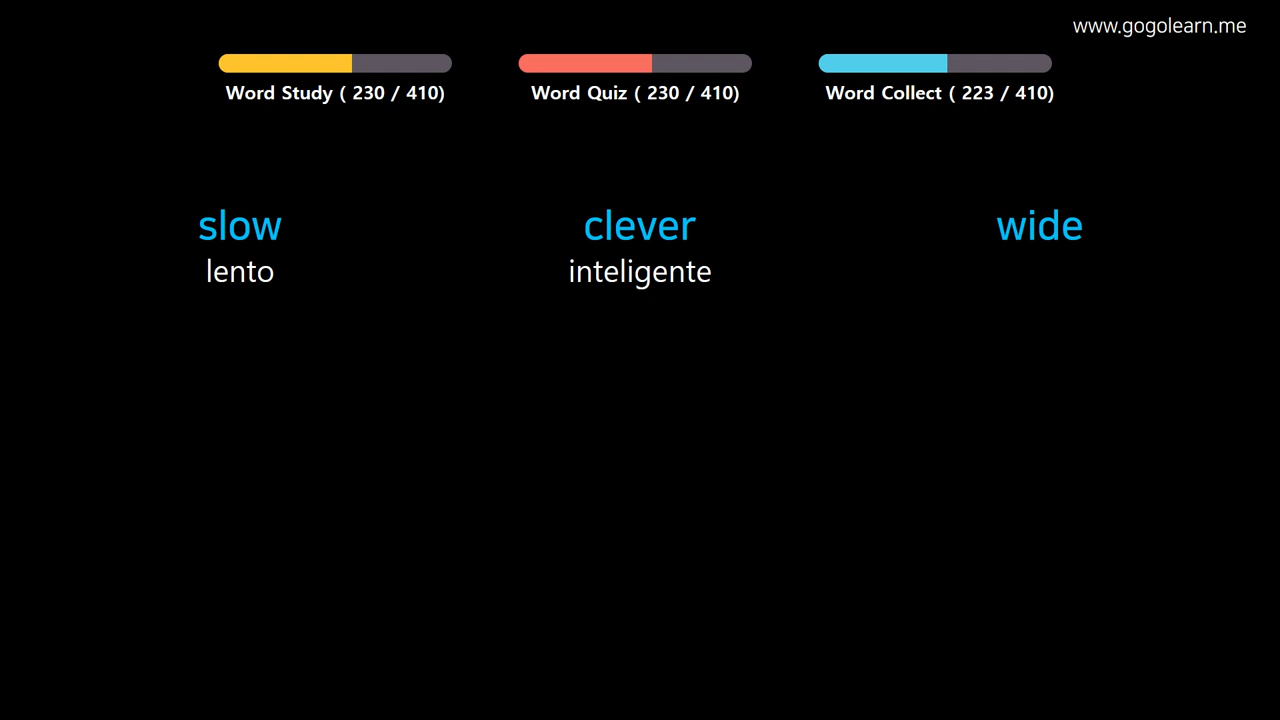 www.gogolearn.me
Word Study ( 230 / 410)
Word Quiz ( 230 / 410)
Word Collect ( 223 / 410)
slow
lento
clever
inteligente
wide